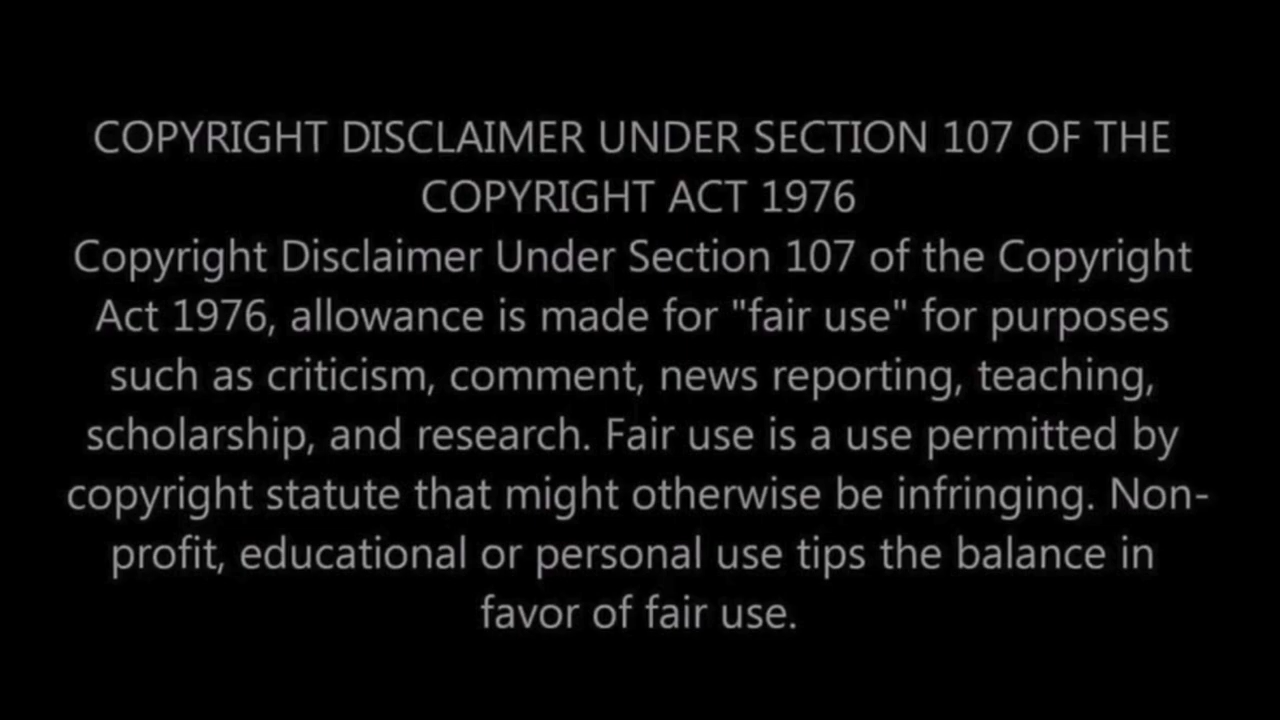 COPYRIGHT DISCLAIMER UNDER SECTION 107 OF THE
COPYRIGHT ACT 1976
Copyright Disclaimer Under Section 107 of the Copyright
Act 1976, allowance is made for "fair use" for purposes
such as criticism, comment, news reporting, teaching,
scholarship, and research. Fair use is a use permitted by
copyright statute that might otherwise be infringing. Non-
profit, educational or personal use tips the balance in
favor of fair use.